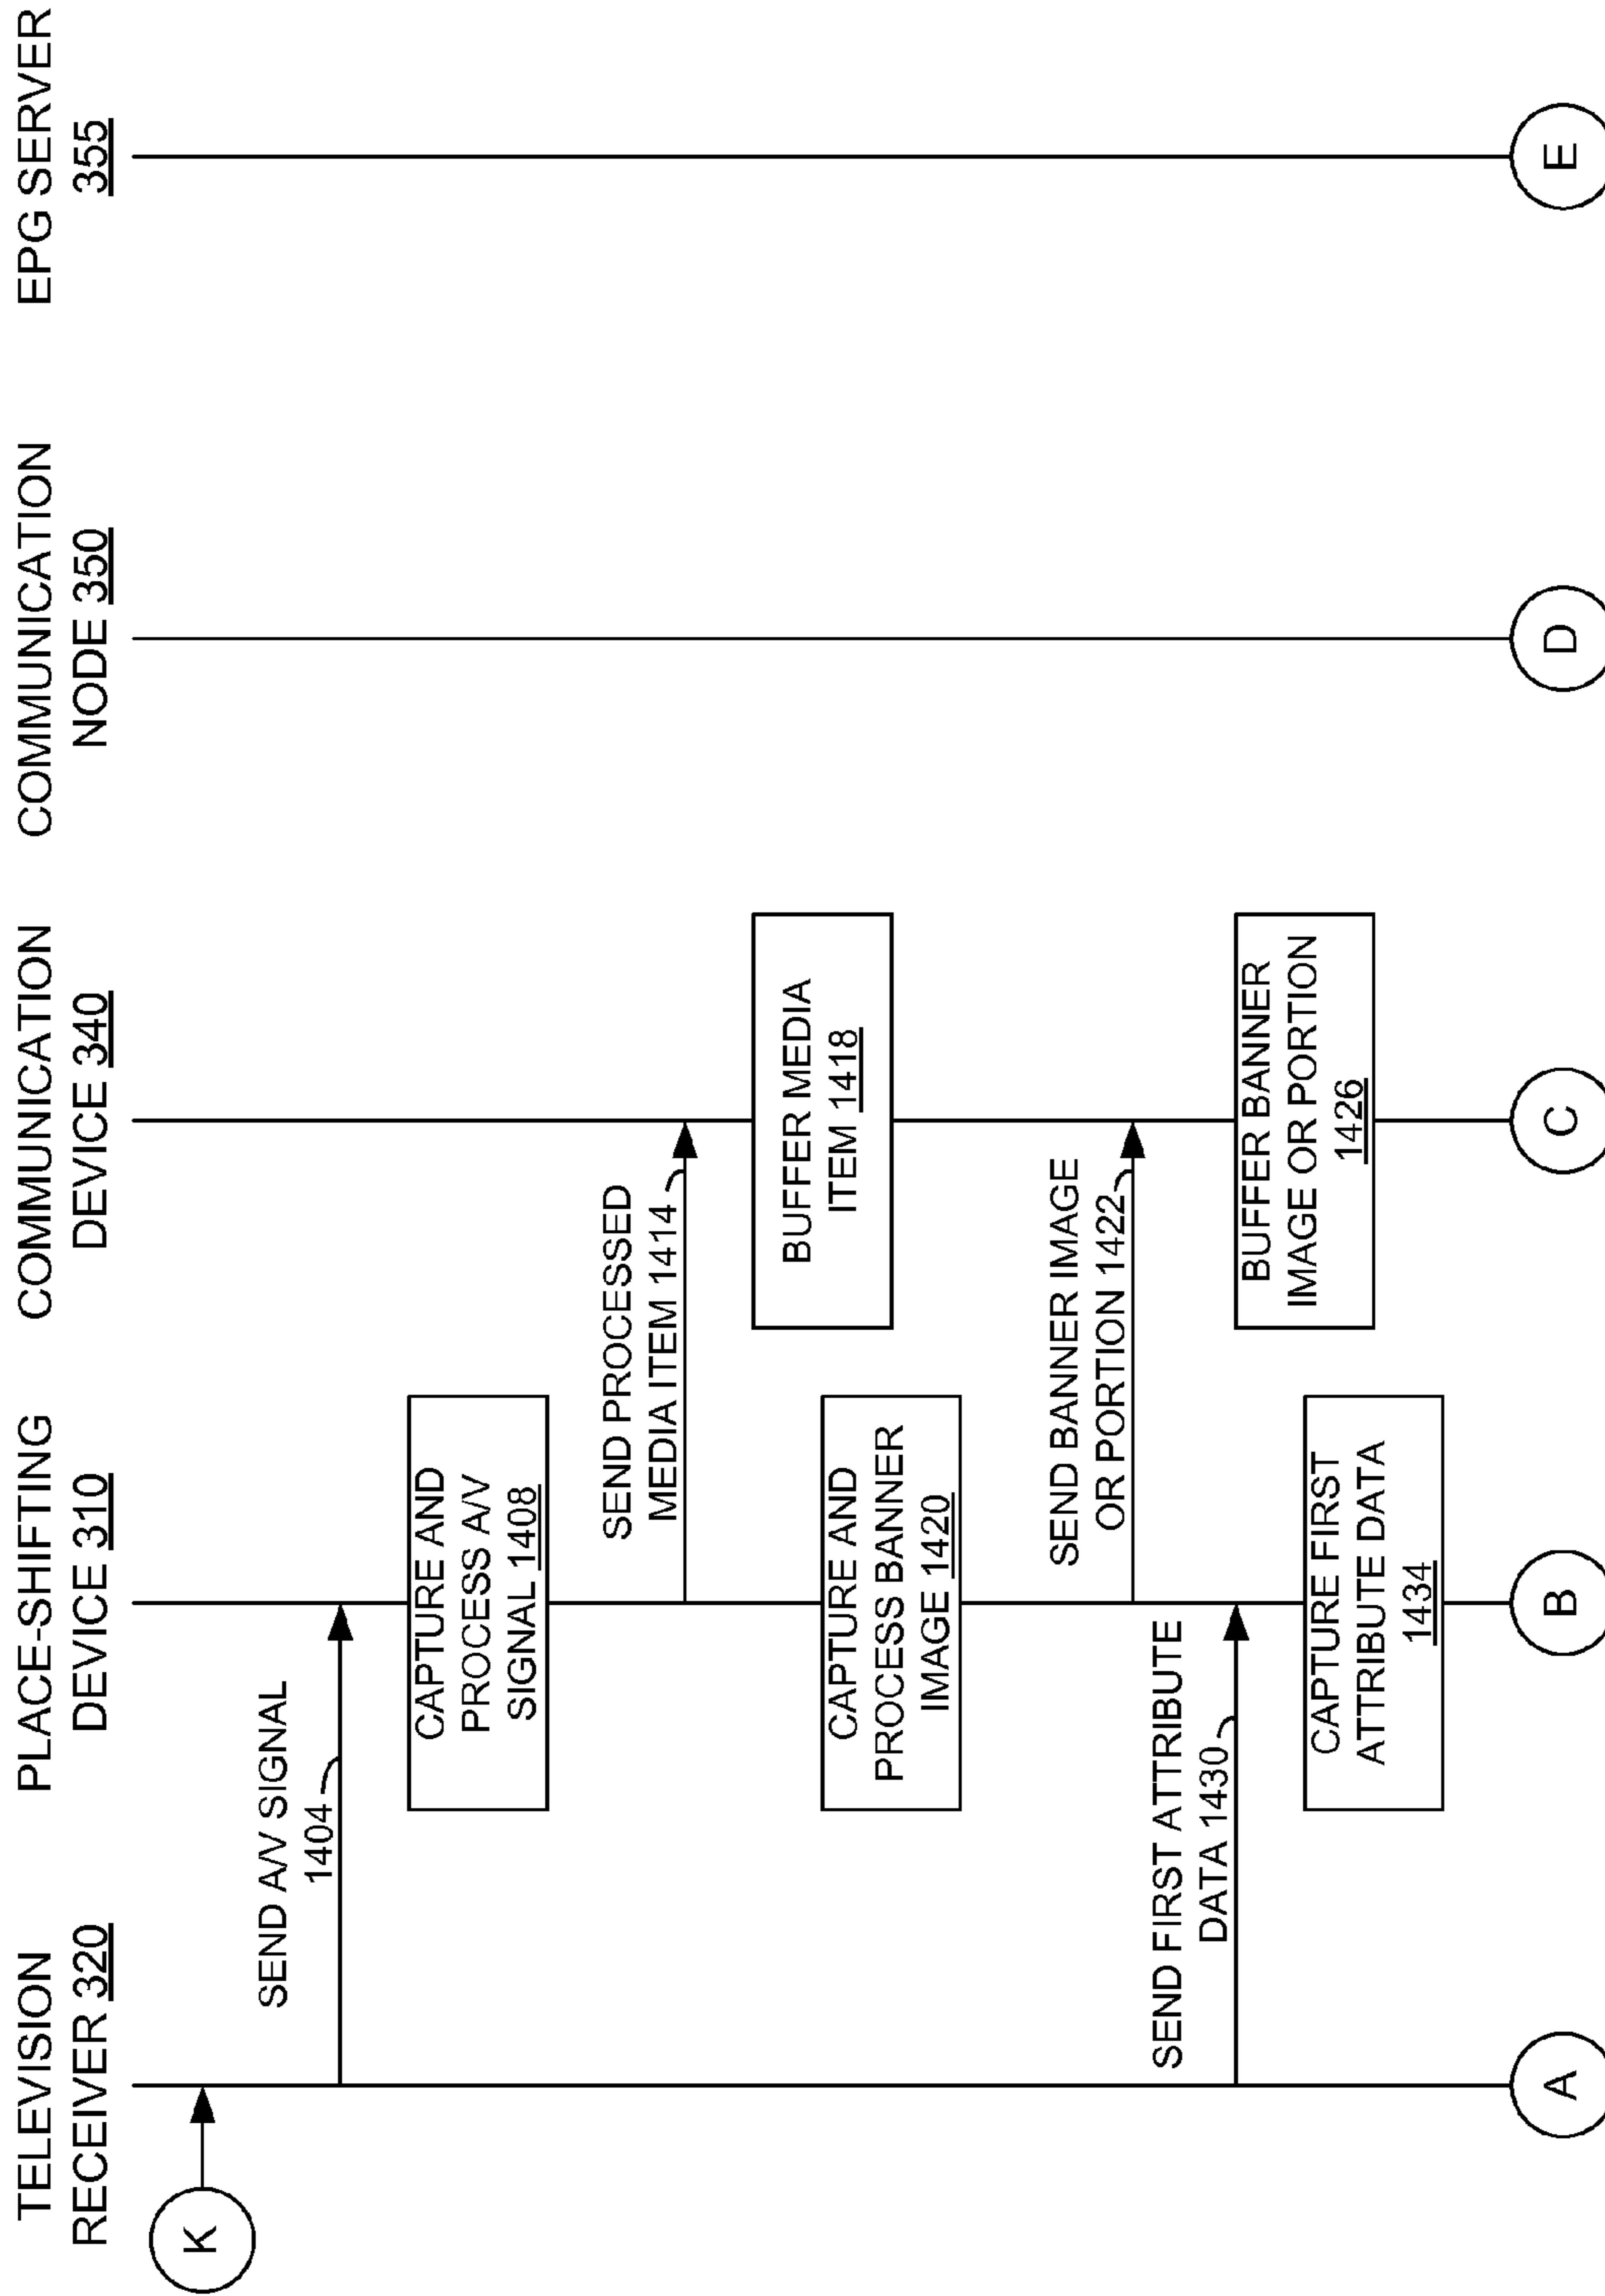 TELEVISION
RECEIVER 320
PLACE-SHIFTING
DEVICE 310
COMMUNICATION
DEVICE 340
COMMUNICATION
NODE 350
EPG SERVER
355
K
SEND A/V SIGNAL
1404
CAPTURE AND
PROCESS A/V
SIGNAL 1408
SEND PROCESSED
MEDIA ITEM 1414
BUFFER MEDIA
ITEM 1418
CAPTURE AND
PROCESS BANNER
IMAGE 1420
SEND BANNER IMAGE
OR PORTION 1422
SEND FIRST ATTRIBUTE
DATA 1430
BUFFER BANNER
IMAGE OR PORTION
1426
CAPTURE FIRST
ATTRIBUTE DATA
1434
A
B
C
D
E